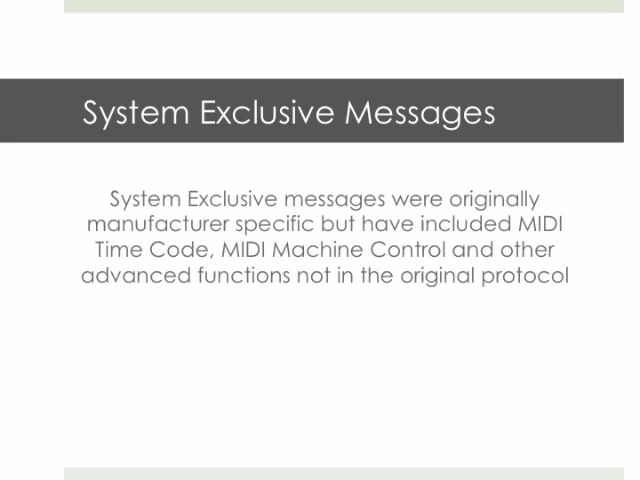 System Exclusive Messages
System Exclusive messages were originally
manufacturer specific but have included MIDI
Time Code, MIDI Machine Control and other
advanced functions not in the original protocol